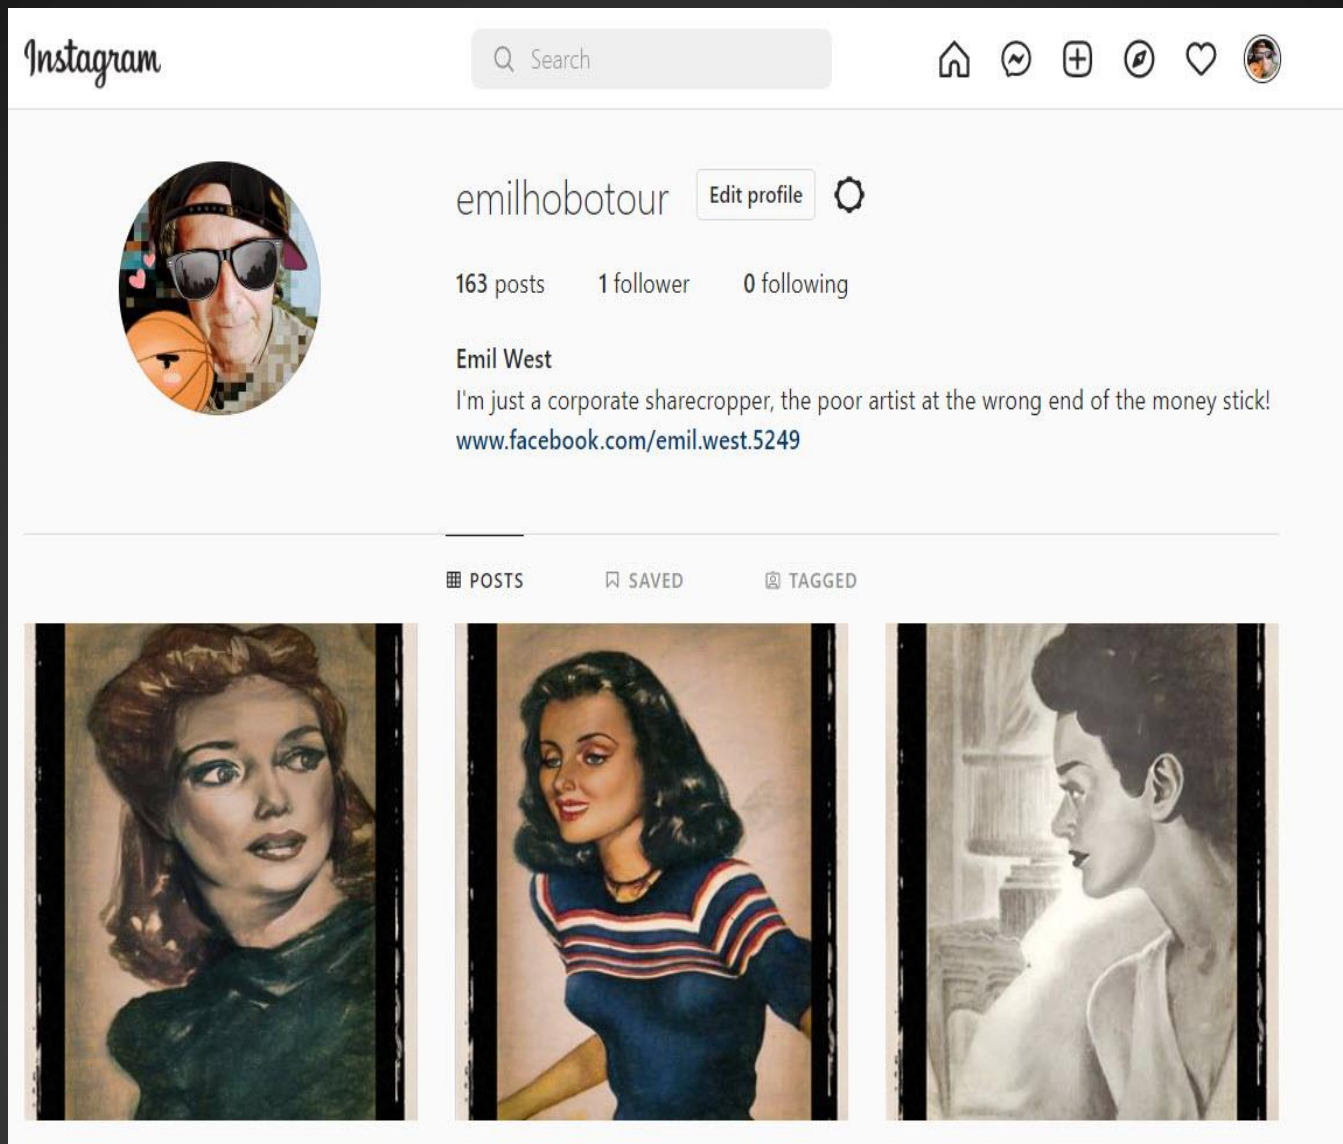 Instagram
Search
emilhobotour Edit profile
163 posts 1 follower 0 following
Emil West
I'm just a corporate sharecropper, the poor artist at the wrong end of the money stick!
www.facebook.com/emil.west.5249
POSTS SAVED TAGGED